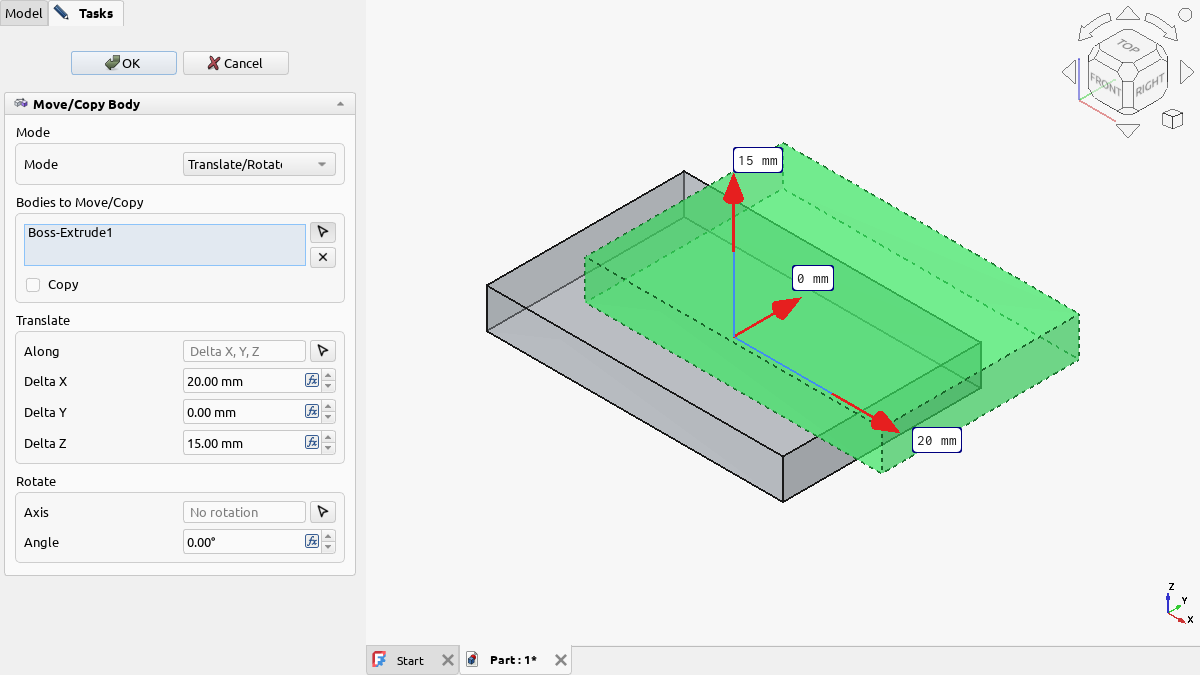 Model
Tasks
OK
Cancel
Move/Copy Body
Mode
Mode
Translate/Rotate
Bodies to Move/Copy
Boss-Extrude1
Copy
Translate
Along
Delta X, Y, Z
Delta X
20.00 mm
Delta Y
0.00 mm
Delta Z
15.00 mm
Rotate
Axis
No rotation
Angle
0.00°
15 mm
0 mm
20 mm
TOP
FRONT
RIGHT
Z
Y
X
Start
Part : 1*